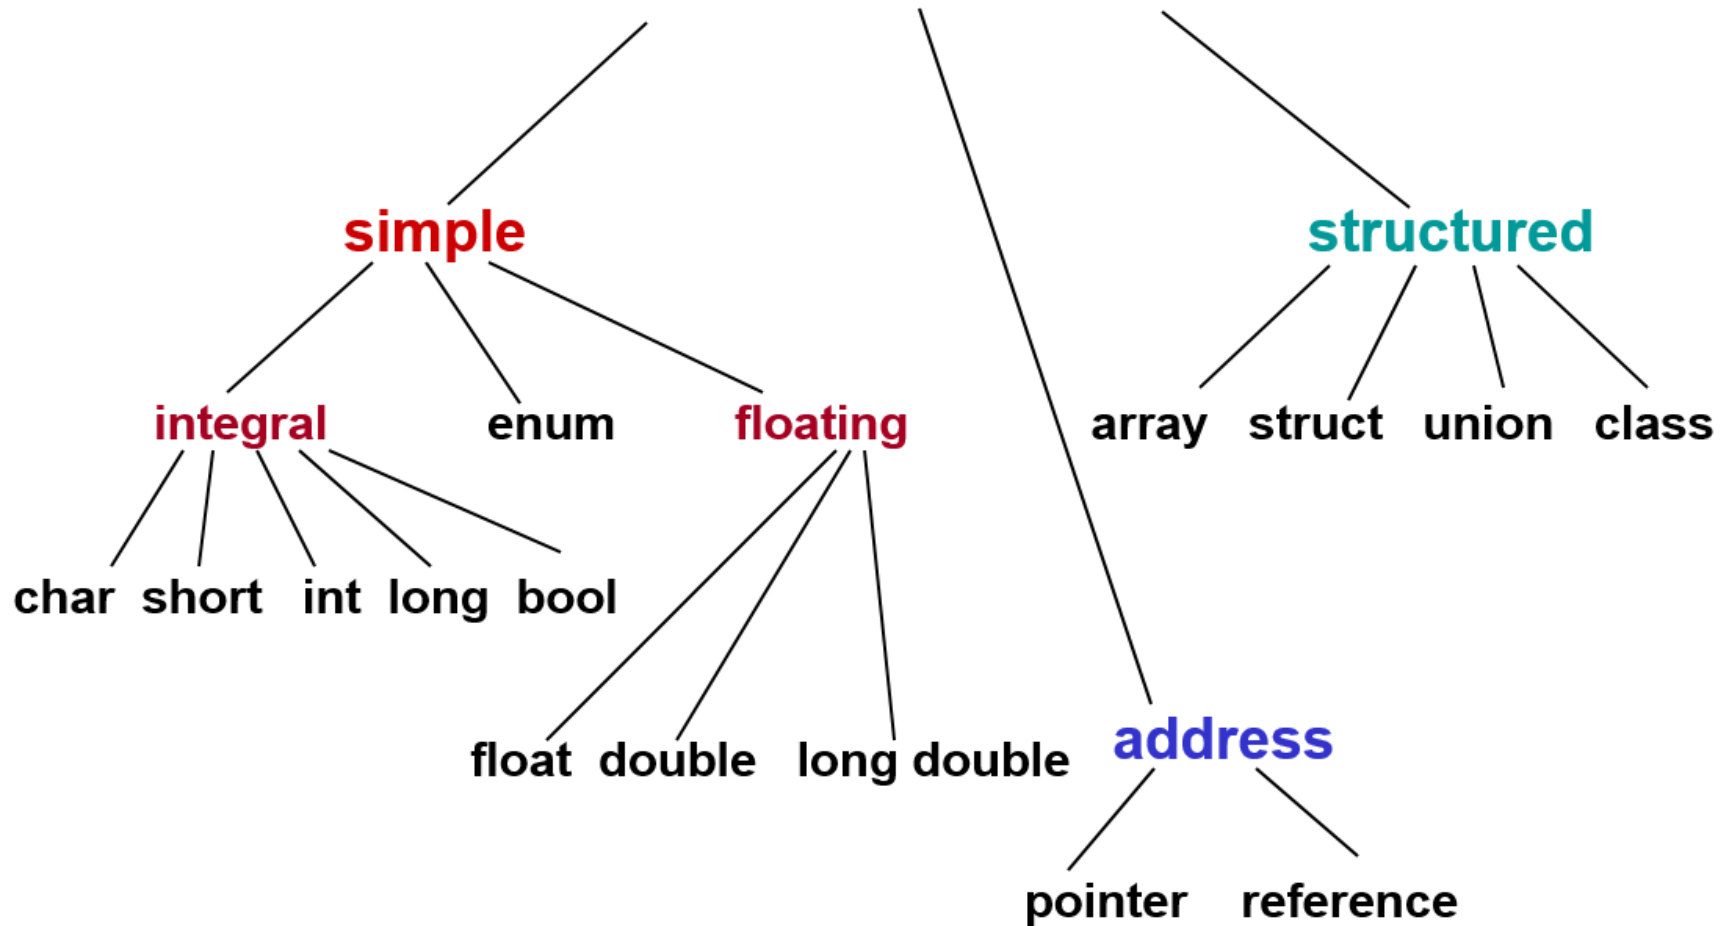 simple structured
integral enum floating array struct union class
char short int long bool
float double long double address
pointer reference